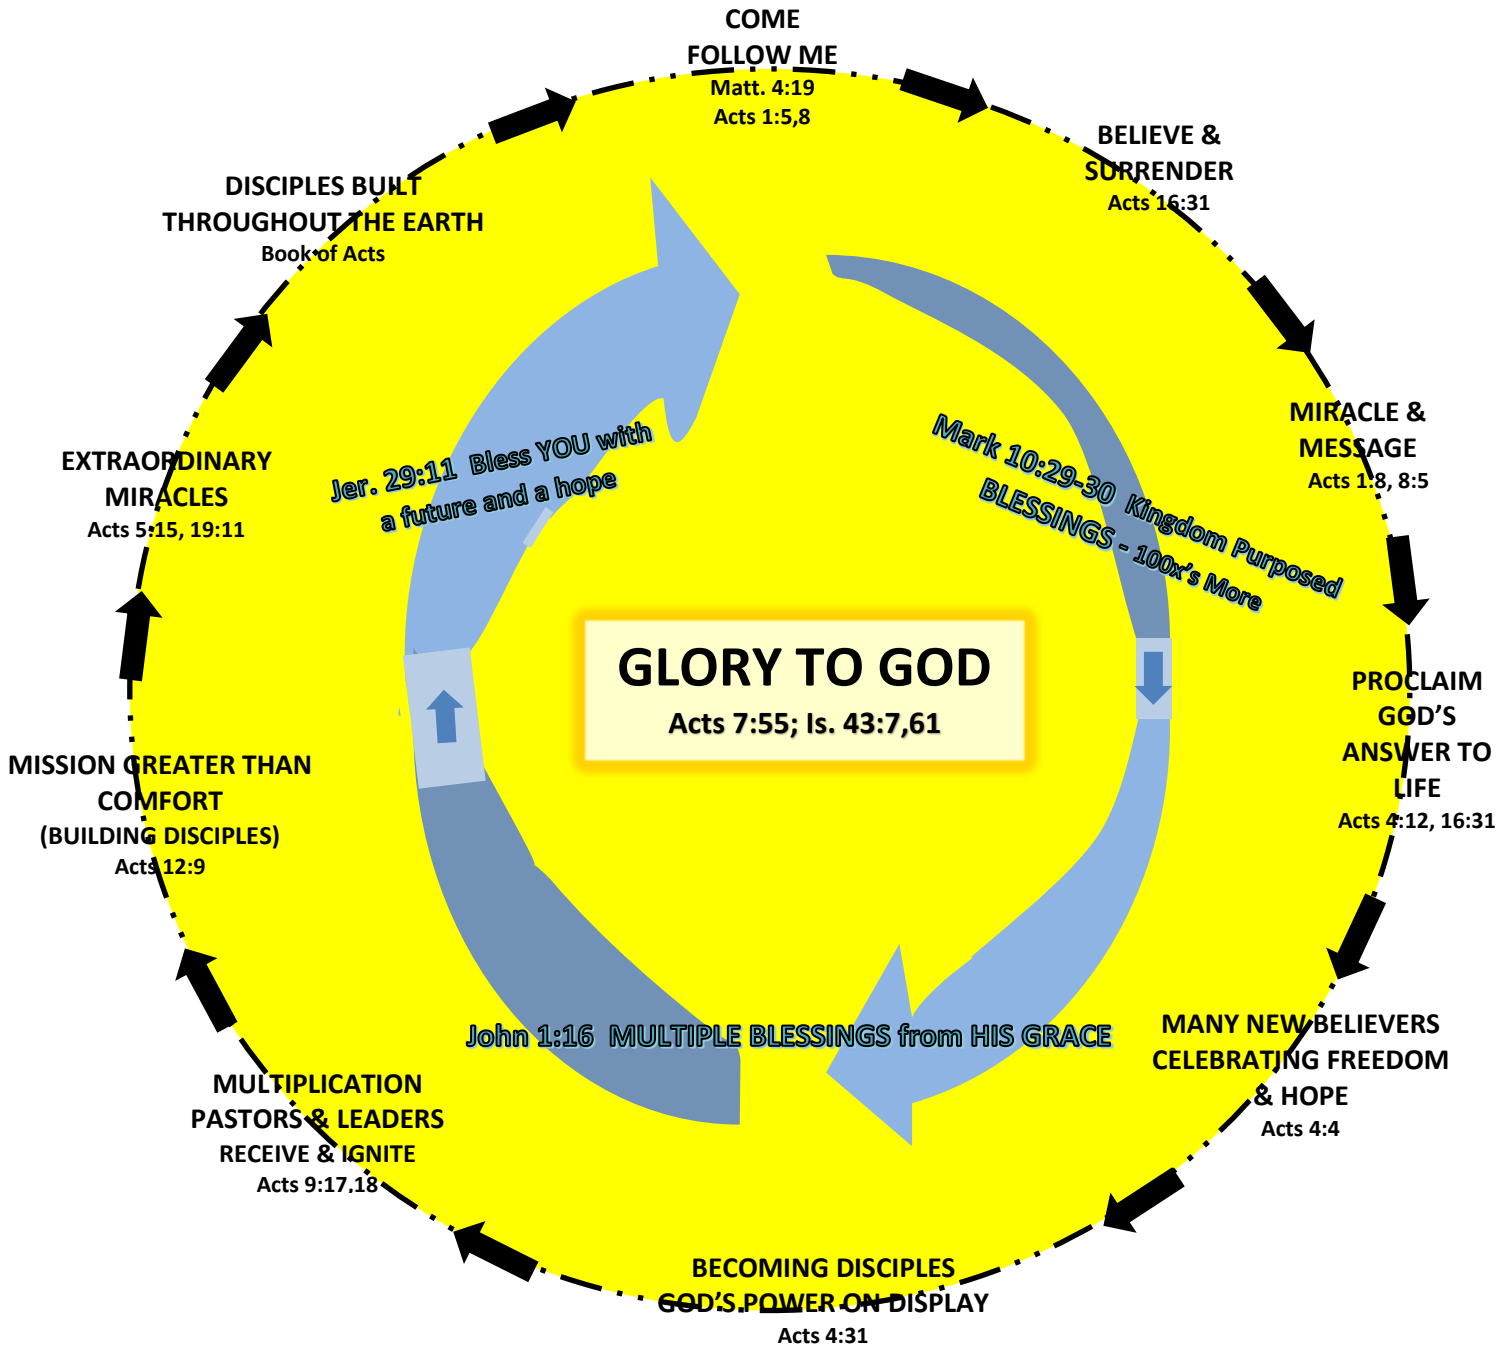 COME
FOLLOW ME
Matt. 4:19
Acts 1:5,8
BELIEVE &
SURRENDER
Acts 16:31
MIRACLE &
MESSAGE
Acts 1:8, 8:5
PROCLAIM
GOD'S
ANSWER TO
LIFE
Acts 4:12, 16:31
MANY NEW BELIEVERS
CELEBRATING FREEDOM
& HOPE
Acts 4:4
BECOMING DISCIPLES
GOD'S POWER ON DISPLAY
Acts 4:31
MULTIPLICATION
PASTORS & LEADERS
RECEIVE & IGNITE
Acts 9:17,18
MISSION GREATER THAN
COMFORT
(BUILDING DISCIPLES)
Acts 12:9
EXTRAORDINARY
MIRACLES
Acts 5:15, 19:11
DISCIPLES BUILT
THROUGHOUT THE EARTH
Book of Acts
Mark 10:29-30 Kingdom Purposed
BLESSINGS - 100x's More
John 1:16 MULTIPLE BLESSINGS from HIS GRACE
Jer. 29:11 Bless YOU with
a future and a hope
GLORY TO GOD
Acts 7:55; Is. 43:7,61